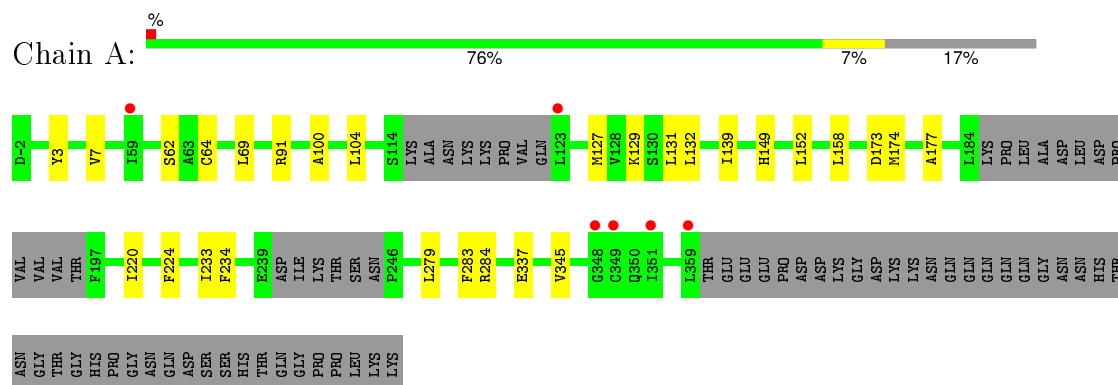 %
Chain A:
76% 7% 17%
D-2 Y3 V7 I59 S62 A63 C64 L69 R91 A100 L104 S114 LYS ALA ASN LYS LYS PRO VAL GLN L123 M127 V128 K129 S130 L131 L132 I139 H149 L152 L158 D173 M174 A177 L184 LYS PRO LEU ALA ASP LEU ASP PRO
VAL VAL VAL THR F197 I220 F224 I233 F234 E239 ASP ILE LYS THR SER ASN P246 L279 F283 R284 E337 V345 G348 C349 Q350 I351 L359 THR GLU GLU GLU PRO ASP ASP LYS GLY ASP LYS LYS ASN GLN GLN GLN GLN GLN GLY ASN ASN HIS THR
ASN GLY THR GLY HIS PRO GLY ASN GLN ASP SER SER HIS THR GLN GLY PRO PRO LEU LYS LYS